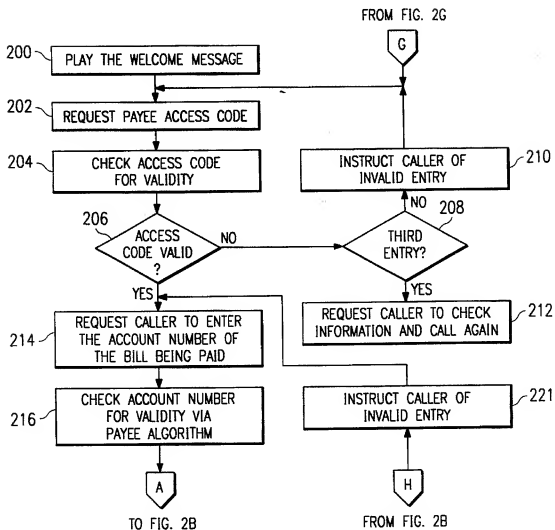 FROM FIG. 2G
G
200
PLAY THE WELCOME MESSAGE
202
REQUEST PAYEE ACCESS CODE
204
CHECK ACCESS CODE
FOR VALIDITY
210
INSTRUCT CALLER OF
INVALID ENTRY
206
ACCESS
CODE VALID
?
NO
YES
208
THIRD
ENTRY?
NO
YES
212
REQUEST CALLER TO CHECK
INFORMATION AND CALL AGAIN
214
REQUEST CALLER TO ENTER
THE ACCOUNT NUMBER OF
THE BILL BEING PAID
216
CHECK ACCOUNT NUMBER
FOR VALIDITY VIA
PAYEE ALGORITHM
221
INSTRUCT CALLER OF
INVALID ENTRY
A
TO FIG. 2B
H
FROM FIG. 2B